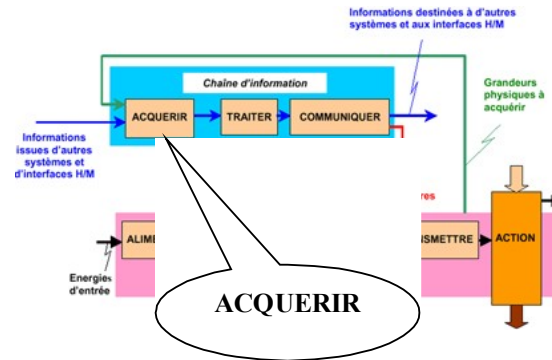 Informations destinées à d'autres
systèmes et aux interfaces H/M
Chaîne d'information
Grandeurs
physiques à
acquérir
ACQUERIR
TRAITER
COMMUNIQUER
Informations
issues d'autres
systèmes et
d'interfaces H/M
ACTION
Energies
d'entrée
ACQUERIR